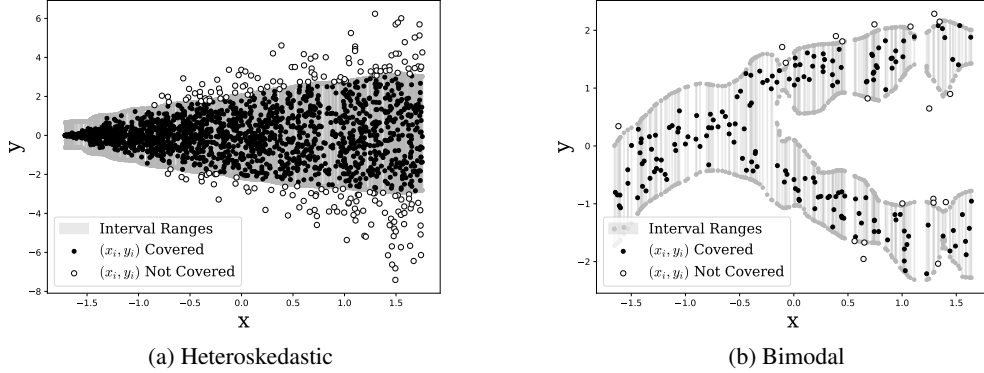 6
4
2
0
−2
−4
−6
−8
y
Interval Ranges
(x_i, y_i) Covered
(x_i, y_i) Not Covered
−1.5 −1.0 −0.5 0.0 0.5 1.0 1.5
x
(a) Heteroskedastic
2
1
0
−1
−2
y
Interval Ranges
(x_i, y_i) Covered
(x_i, y_i) Not Covered
−1.5 −1.0 −0.5 0.0 0.5 1.0 1.5
x
(b) Bimodal